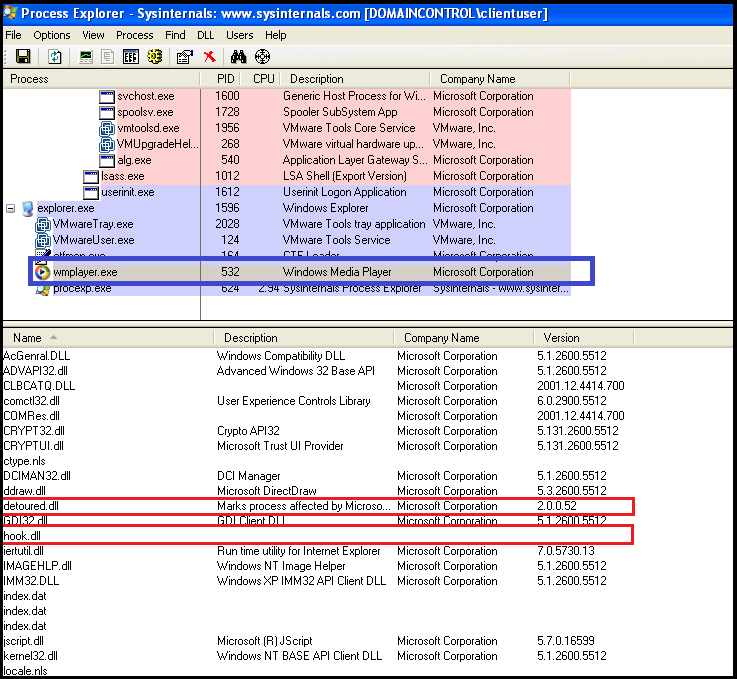 Process Explorer - Sysinternals: www.sysinternals.com [DOMAINCONTROL\clientuser]
File Options View Process Find DLL Users Help
Process PID CPU Description Company Name
svchost.exe 1600 Generic Host Process for Wi... Microsoft Corporation
spoolsv.exe 1728 Spooler SubSystem App Microsoft Corporation
vmtoolsd.exe 1956 VMware Tools Core Service VMware, Inc.
VMUpgradeHel... 268 VMware virtual hardware up... VMware, Inc.
alg.exe 540 Application Layer Gateway S... Microsoft Corporation
lsass.exe 1012 LSA Shell (Export Version) Microsoft Corporation
userinit.exe 1612 Userinit Logon Application Microsoft Corporation
explorer.exe 1596 Windows Explorer Microsoft Corporation
VMwareTray.exe 2028 VMware Tools tray application VMware, Inc.
VMwareUser.exe 124 VMware Tools Service VMware, Inc.
ctfmon.exe 164 CTF Loader Microsoft Corporation
wmplayer.exe 532 Windows Media Player Microsoft Corporation
procexp.exe 624 2.94 Sysinternals Process Explorer Sysinternals - www.sysinter...
Name Description Company Name Version
AcGenral.DLL Windows Compatibility DLL Microsoft Corporation 5.1.2600.5512
ADVAPI32.dll Advanced Windows 32 Base API Microsoft Corporation 5.1.2600.5512
CLBCATQ.DLL Microsoft Corporation 2001.12.4414.700
comctl32.dll User Experience Controls Library Microsoft Corporation 6.0.2900.5512
COMRes.dll Microsoft Corporation 2001.12.4414.700
CRYPT32.dll Crypto API32 Microsoft Corporation 5.131.2600.5512
CRYPTUI.dll Microsoft Trust UI Provider Microsoft Corporation 5.131.2600.5512
ctype.nls
DCIMAN32.dll DCI Manager Microsoft Corporation 5.1.2600.5512
ddraw.dll Microsoft DirectDraw Microsoft Corporation 5.3.2600.5512
detoured.dll Marks process affected by Microso... Microsoft Corporation 2.0.0.52
GDI32.dll GDI Client DLL Microsoft Corporation 5.1.2600.5512
hook.dll
iertutil.dll Run time utility for Internet Explorer Microsoft Corporation 7.0.5730.13
IMAGEHLP.dll Windows NT Image Helper Microsoft Corporation 5.1.2600.5512
IMM32.DLL Windows XP IMM32 API Client DLL Microsoft Corporation 5.1.2600.5512
index.dat
index.dat
index.dat
jscript.dll Microsoft (R) JScript Microsoft Corporation 5.7.0.16599
kernel32.dll Windows NT BASE API Client DLL Microsoft Corporation 5.1.2600.5512
locale.nls